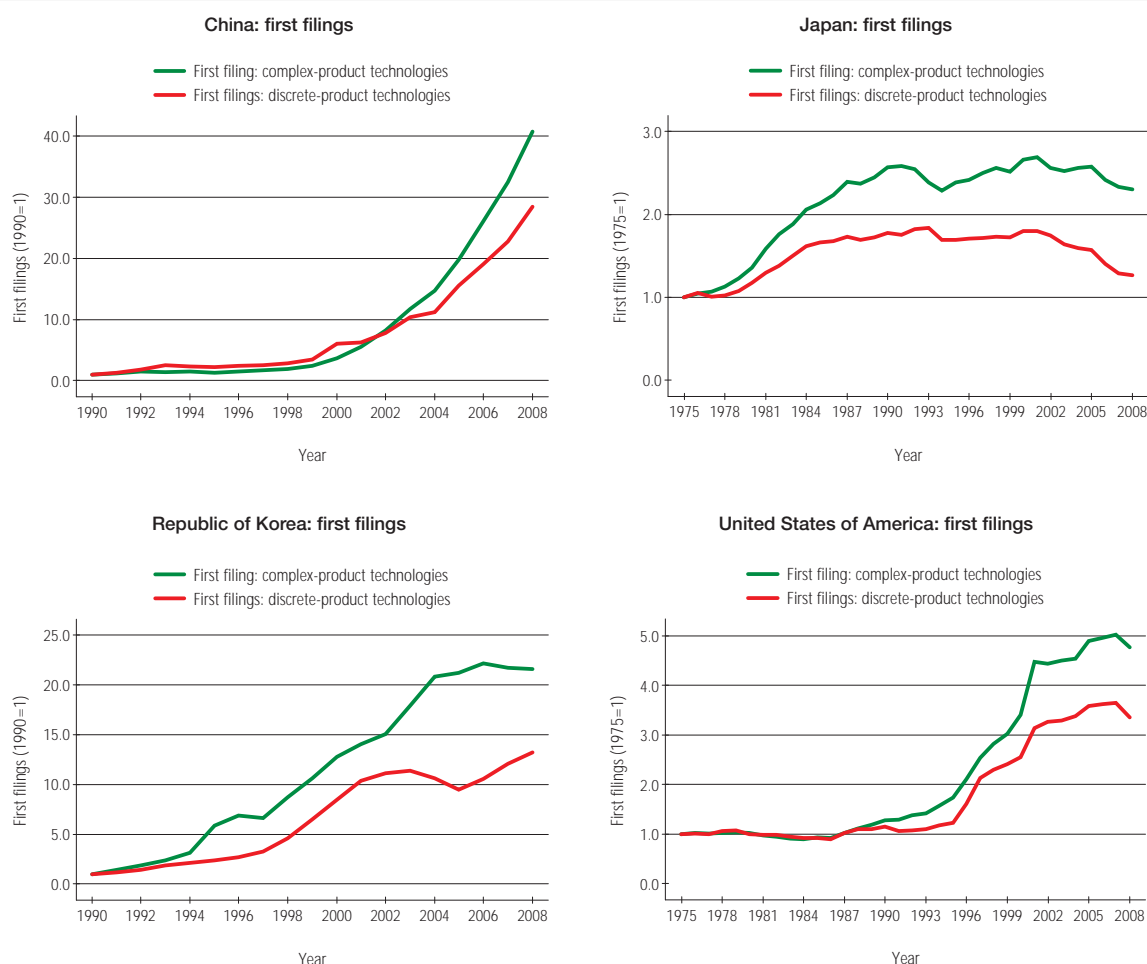 China: first filings
First filing: complex-product technologies
First filings: discrete-product technologies
First filings (1990=1)
40.0
30.0
20.0
10.0
0.0
1990 1992 1994 1996 1998 2000 2002 2004 2006 2008
Year
Japan: first filings
First filing: complex-product technologies
First filings: discrete-product technologies
First filings (1975=1)
3.0
2.0
1.0
0.0
1975 1978 1981 1984 1987 1990 1993 1996 1999 2002 2005 2008
Year
Republic of Korea: first filings
First filing: complex-product technologies
First filings: discrete-product technologies
First filings (1990=1)
25.0
20.0
15.0
10.0
5.0
0.0
1990 1992 1994 1996 1998 2000 2002 2004 2006 2008
Year
United States of America: first filings
First filing: complex-product technologies
First filings: discrete-product technologies
First filings (1975=1)
5.0
4.0
3.0
2.0
1.0
0.0
1975 1978 1981 1984 1987 1990 1993 1996 1999 2002 2005 2008
Year